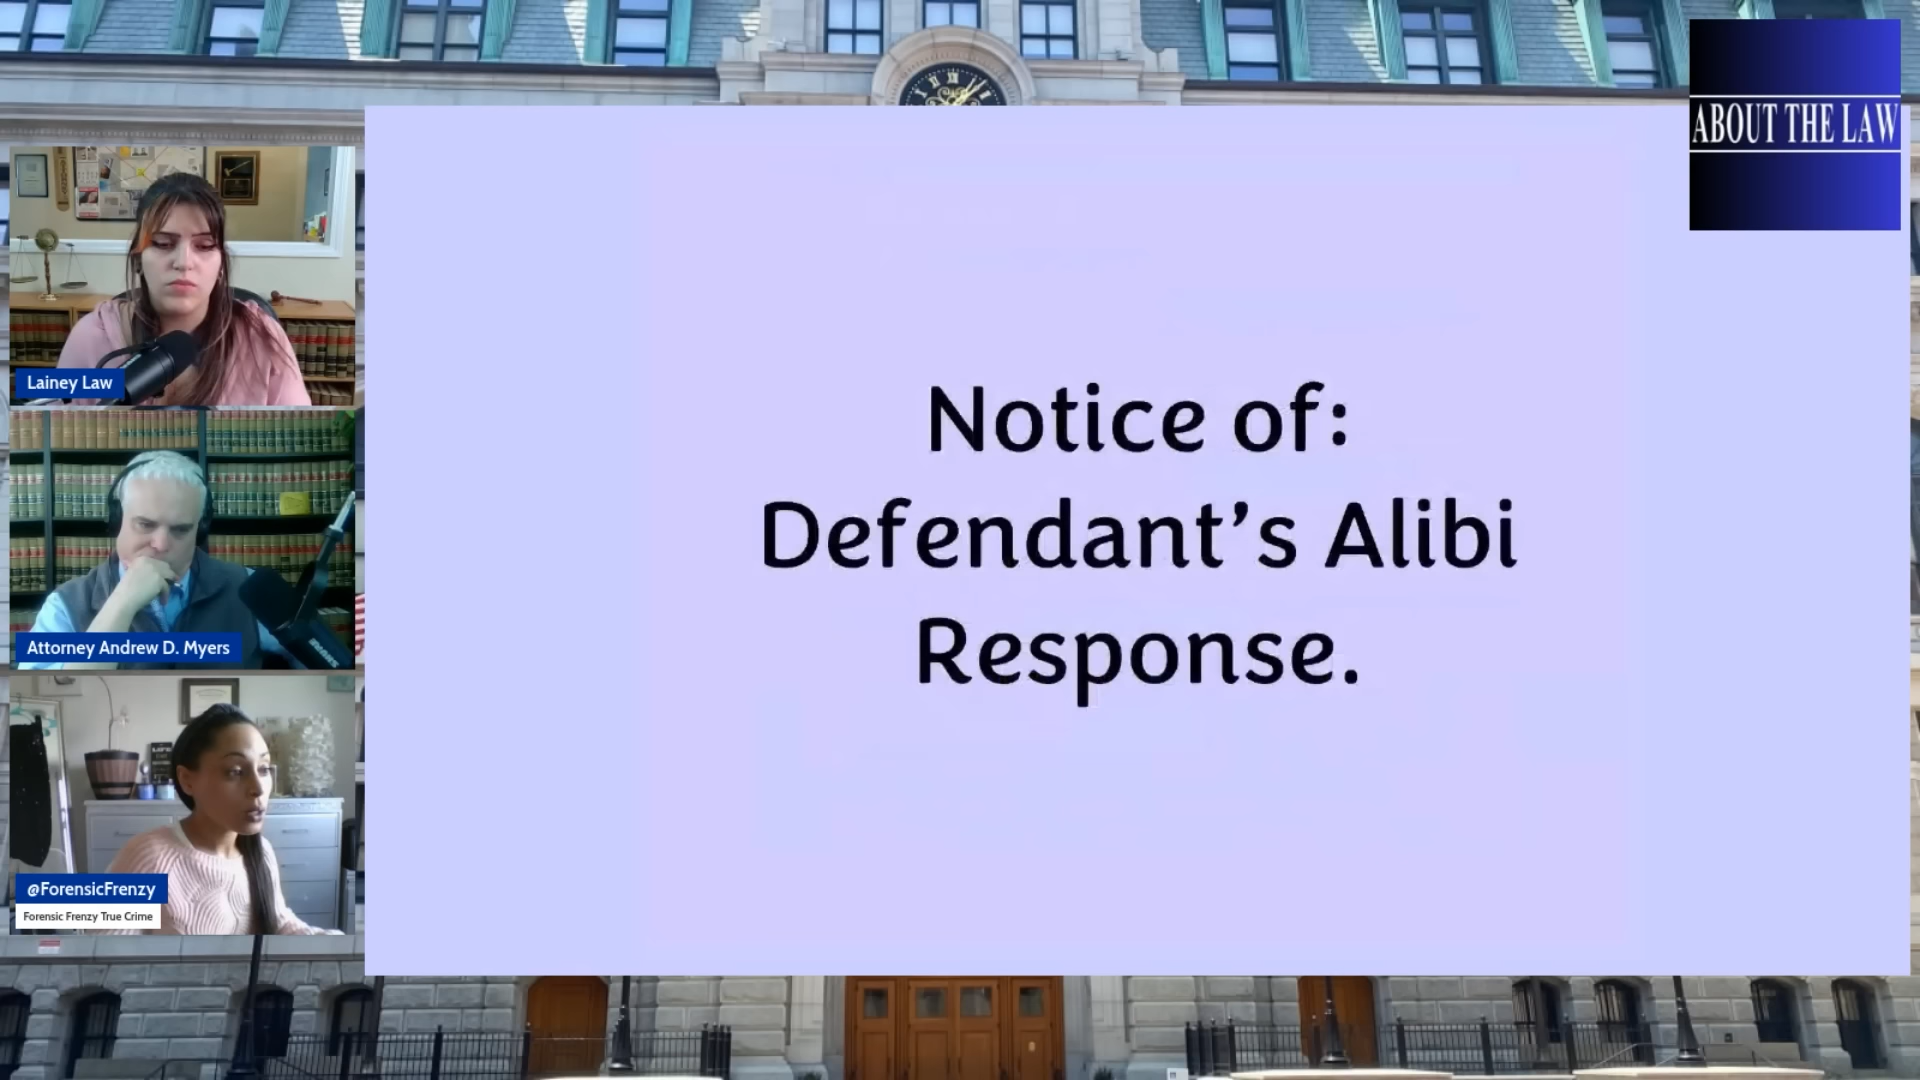 ABOUT THE LAW
Notice of:
Defendant’s Alibi
Response.
Lainey Law
Attorney Andrew D. Myers
@ForensicFrenzy
Forensic Frenzy True Crime